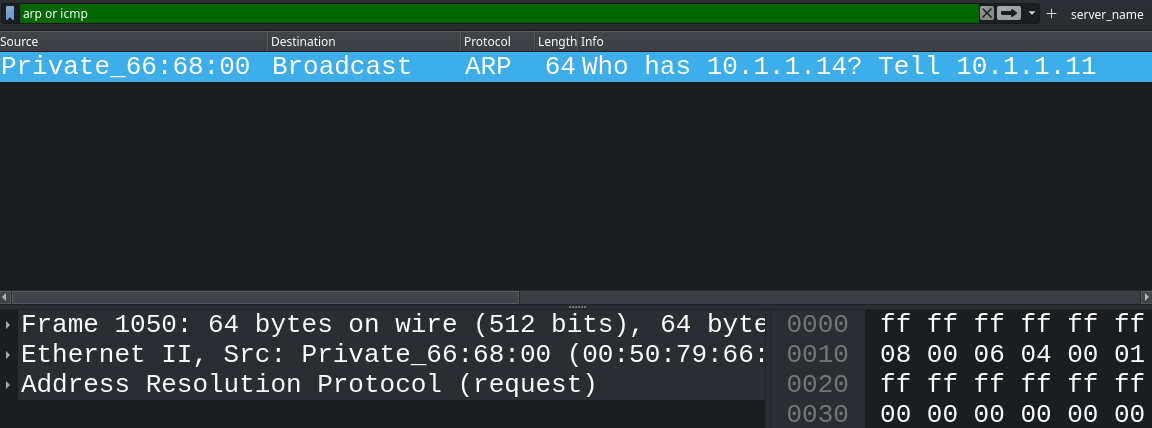 arp or icmp + server_name
Source Destination Protocol Length Info
Private_66:68:00 Broadcast ARP 64 Who has 10.1.1.14? Tell 10.1.1.11
Frame 1050: 64 bytes on wire (512 bits), 64 byte
Ethernet II, Src: Private_66:68:00 (00:50:79:66:
Address Resolution Protocol (request)
0000 ff ff ff ff ff ff
0010 08 00 06 04 00 01
0020 ff ff ff ff ff ff
0030 00 00 00 00 00 00